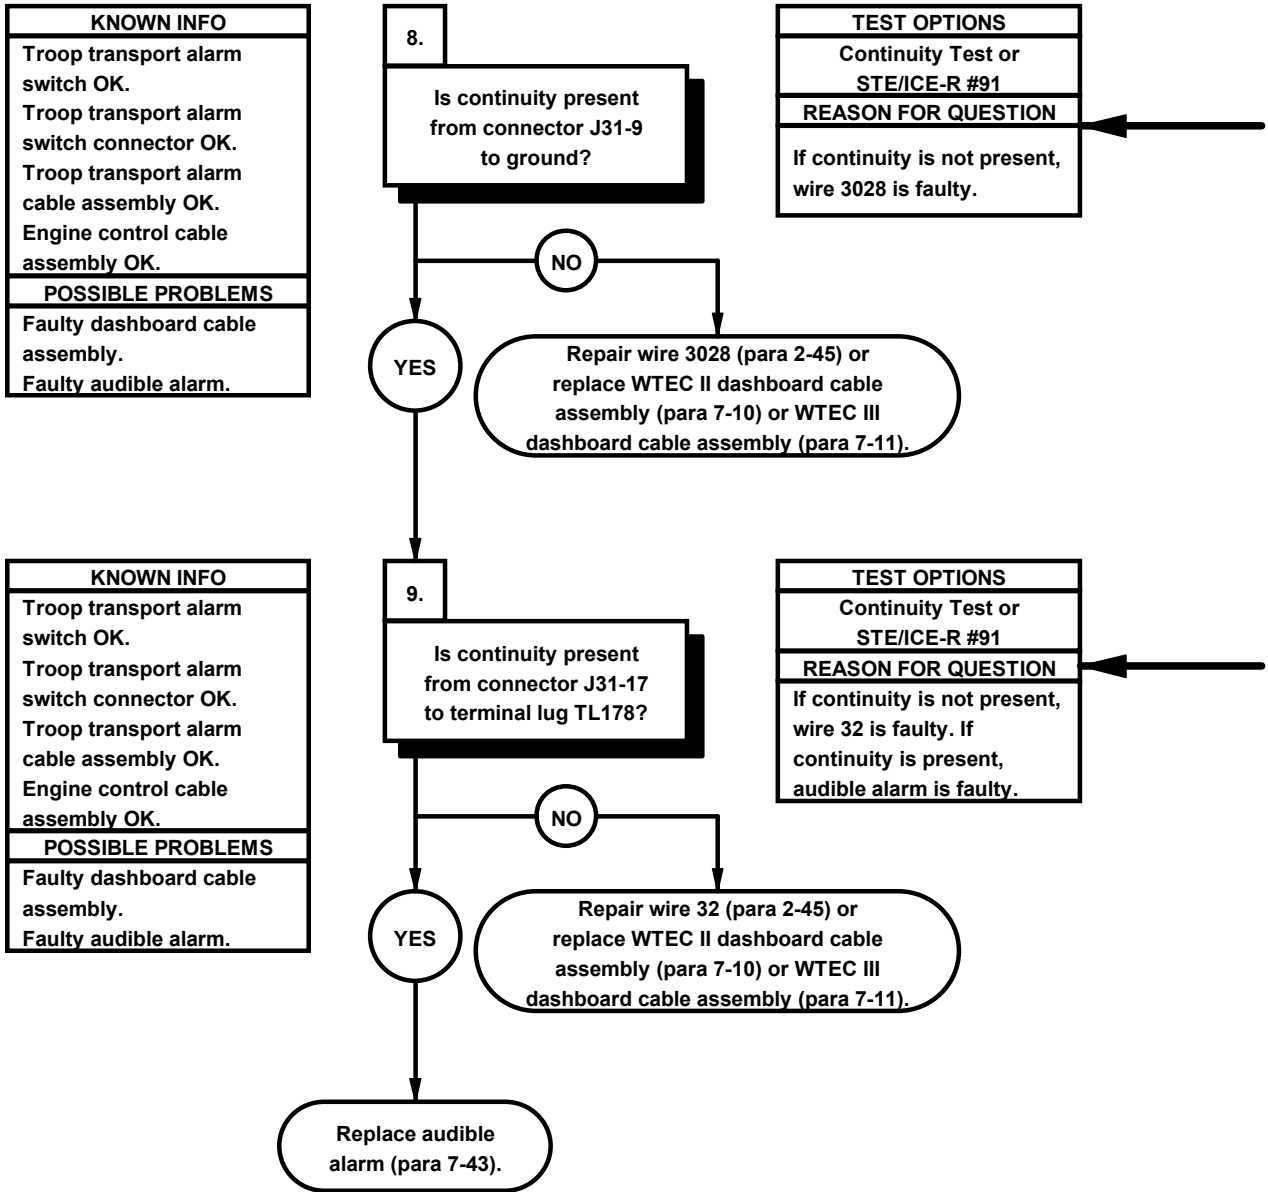 KNOWN INFO
Troop transport alarm
switch OK.
Troop transport alarm
switch connector OK.
Troop transport alarm
cable assembly OK.
Engine control cable
assembly OK.
POSSIBLE PROBLEMS
Faulty dashboard cable
assembly.
Faulty audible alarm.
8.
Is continuity present
from connector J31-9
to ground?
TEST OPTIONS
Continuity Test or
STE/ICE-R #91
REASON FOR QUESTION
If continuity is not present,
wire 3028 is faulty.
NO
YES
Repair wire 3028 (para 2-45) or
replace WTEC II dashboard cable
assembly (para 7-10) or WTEC III
dashboard cable assembly (para 7-11).
KNOWN INFO
Troop transport alarm
switch OK.
Troop transport alarm
switch connector OK.
Troop transport alarm
cable assembly OK.
Engine control cable
assembly OK.
POSSIBLE PROBLEMS
Faulty dashboard cable
assembly.
Faulty audible alarm.
9.
Is continuity present
from connector J31-17
to terminal lug TL178?
TEST OPTIONS
Continuity Test or
STE/ICE-R #91
REASON FOR QUESTION
If continuity is not present,
wire 32 is faulty. If
continuity is present,
audible alarm is faulty.
NO
YES
Repair wire 32 (para 2-45) or
replace WTEC II dashboard cable
assembly (para 7-10) or WTEC III
dashboard cable assembly (para 7-11).
Replace audible
alarm (para 7-43).